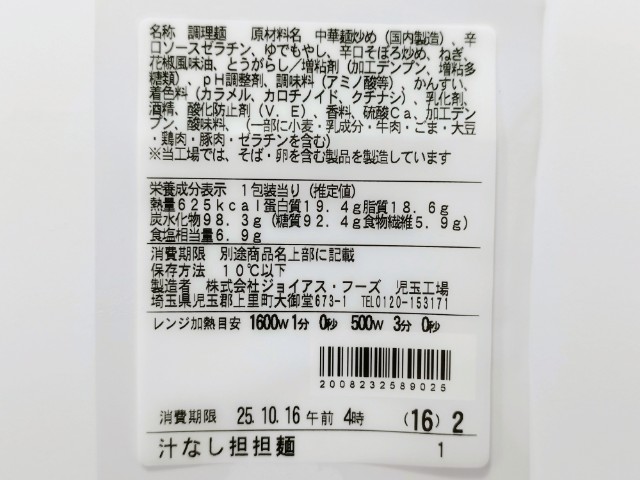 名称 調理麺　原材料名 中華麺炒め（国内製造）、辛
口ソースゼラチン、ゆでもやし、辛口そぼろ炒め、ねぎ、
花椒風味油、とうがらし／増粘剤（加工デンプン、増粘多
糖類）、ｐＨ調整剤、調味料（アミノ酸等）、かんすい、
着色料（カラメル、カロチノイド、クチナシ）、乳化剤、
酒精、酸化防止剤（Ｖ．Ｅ）、香料、硫酸Ｃａ、加工デン
プン、酸味料、（一部に小麦・乳成分・牛肉・ごま・大豆
・鶏肉・豚肉・ゼラチンを含む）
※当工場では、そば・卵を含む製品を製造しています
栄養成分表示 １包装当り（推定値）
熱量６２５ｋｃａｌ蛋白質１９．４ｇ脂質１８．６ｇ
炭水化物９８．３ｇ（糖質９２．４ｇ食物繊維５．９ｇ）
食塩相当量６．９ｇ
消費期限 別途商品名上部に記載
保存方法 １０℃以下
製造者 株式会社ジョイアス・フーズ 児玉工場
埼玉県児玉郡上里町大御堂673-1 TEL0120-153171
レンジ加熱目安 1600W 1分 0秒 500W 3分 0秒
2008232589025
消費期限 25.10.16 午前 4時 (16) 2
汁なし担担麺 1